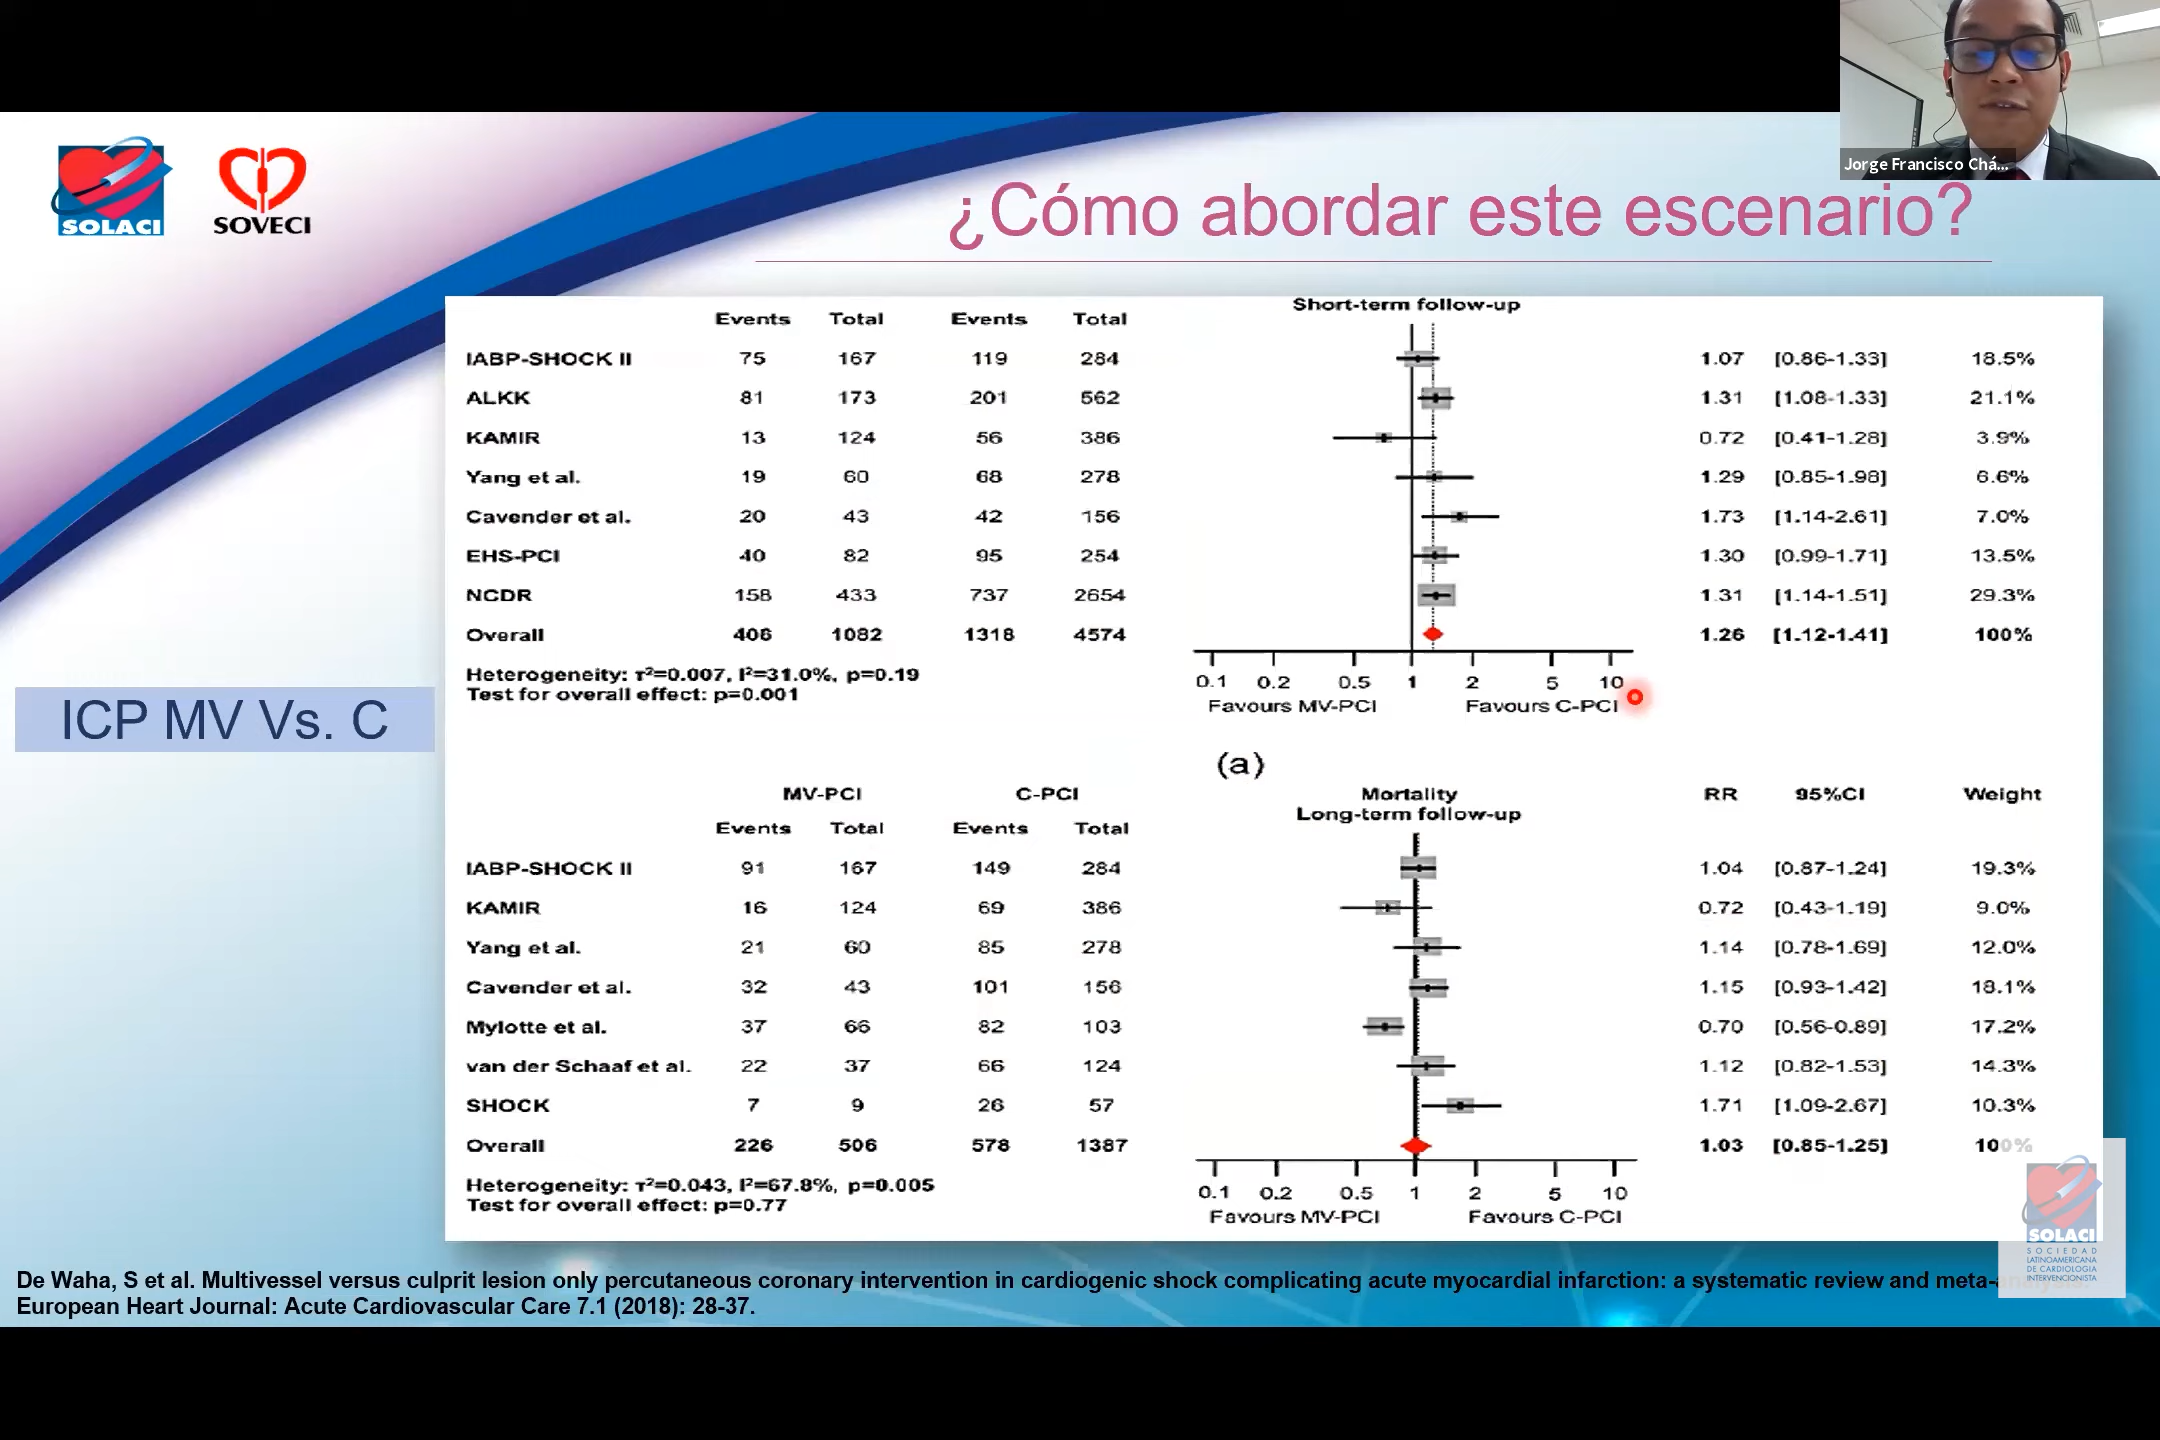 Jorge Francisco Chá...
SOLACI
SOVECI
¿Cómo abordar este escenario?
Short-term follow-up
Events Total Events Total
IABP-SHOCK II 75 167 119 284 1.07 [0.86-1.33] 18.5%
ALKK 81 173 201 562 1.31 [1.08-1.33] 21.1%
KAMIR 13 124 56 386 0.72 [0.41-1.28] 3.9%
Yang et al. 19 60 68 278 1.29 [0.85-1.98] 6.6%
Cavender et al. 20 43 42 156 1.73 [1.14-2.61] 7.0%
EHS-PCI 40 82 95 254 1.30 [0.99-1.71] 13.5%
NCDR 158 433 737 2654 1.31 [1.14-1.51] 29.3%
Overall 406 1082 1318 4574 1.26 [1.12-1.41] 100%
Heterogeneity: τ²=0.007, I²=31.0%, p=0.19
Test for overall effect: p=0.001
0.1 0.2 0.5 1 2 5 10
Favours MV-PCI Favours C-PCI
ICP MV Vs. C
(a)
MV-PCI C-PCI Mortality RR 95%CI Weight
Long-term follow-up
Events Total Events Total
IABP-SHOCK II 91 167 149 284 1.04 [0.87-1.24] 19.3%
KAMIR 16 124 69 386 0.72 [0.43-1.19] 9.0%
Yang et al. 21 60 85 278 1.14 [0.78-1.69] 12.0%
Cavender et al. 32 43 101 156 1.15 [0.93-1.42] 18.1%
Mylotte et al. 37 66 82 103 0.70 [0.56-0.89] 17.2%
van der Schaaf et al. 22 37 66 124 1.12 [0.82-1.53] 14.3%
SHOCK 7 9 26 57 1.71 [1.09-2.67] 10.3%
Overall 226 506 578 1387 1.03 [0.85-1.25] 100%
Heterogeneity: τ²=0.043, I²=67.8%, p=0.005
Test for overall effect: p=0.77
0.1 0.2 0.5 1 2 5 10
Favours MV-PCI Favours C-PCI
SOLACI
SOCIEDAD
LATINOAMERICANA
DE CARDIOLOGIA
INTERVENCIONISTA
De Waha, S et al. Multivessel versus culprit lesion only percutaneous coronary intervention in cardiogenic shock complicating acute myocardial infarction: a systematic review and meta-
European Heart Journal: Acute Cardiovascular Care 7.1 (2018): 28-37.